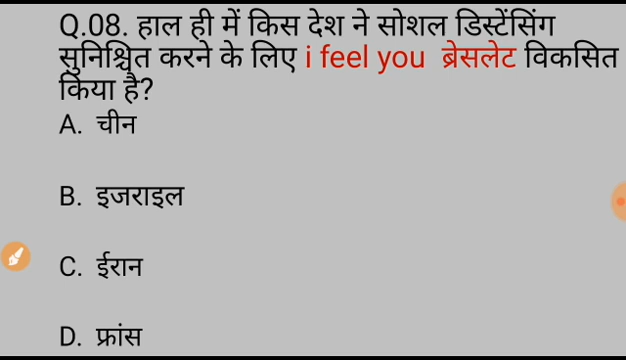 Q.08. हाल ही में किस देश ने सोशल डिस्टेंसिंग
सुनिश्चित करने के लिए i feel you ब्रेसलेट विकसित
किया है?
A. चीन
B. इजराइल
C. ईरान
D. फ्रांस